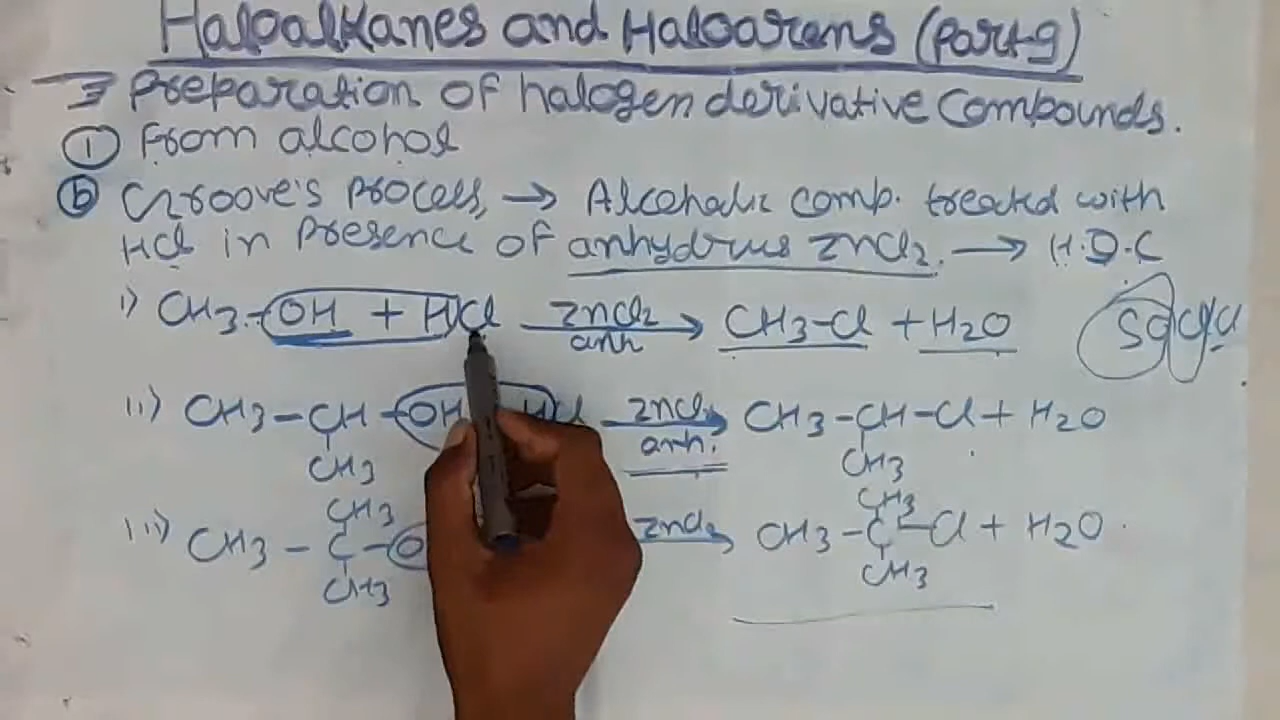 Haloalkanes and Haloarens (Part-9)
Preparation of halogen derivative Compounds.
① From alcohol
ⓑ Groove's process, → Alcoholic comp. treated with
HCl in presence of anhydrus ZnCl2. → H.D.C
i) CH3-OH + HCl ZnCl2 anh → CH3-Cl + H2O
ii) CH3-CH-OH HCl ZnCl2 anh. → CH3-CH-Cl + H2O
CH3 CH3
CH3 CH3
iii) CH3-C-O ZnCl2 → CH3-C-Cl + H2O
CH3 CH3